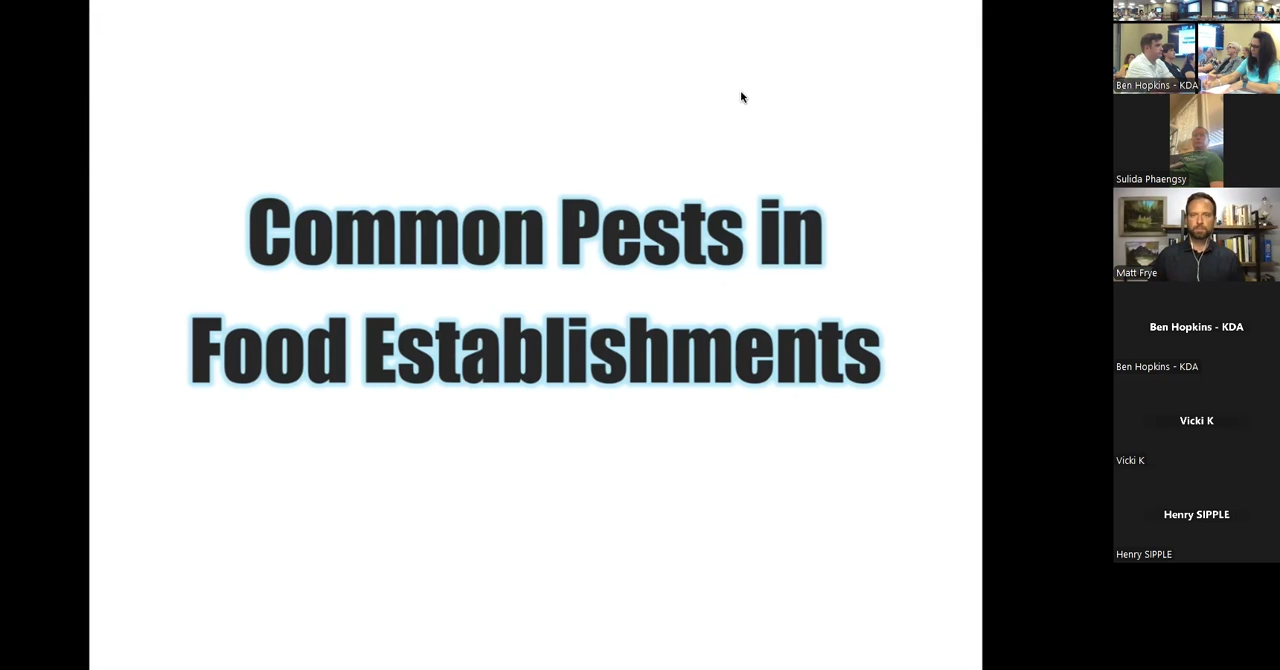 Common Pests in
Food Establishments
Ben Hopkins - KDA
Sulida Phaengsy
Matt Frye
Ben Hopkins - KDA
Ben Hopkins - KDA
Vicki K
Vicki K
Henry SIPPLE
Henry SIPPLE